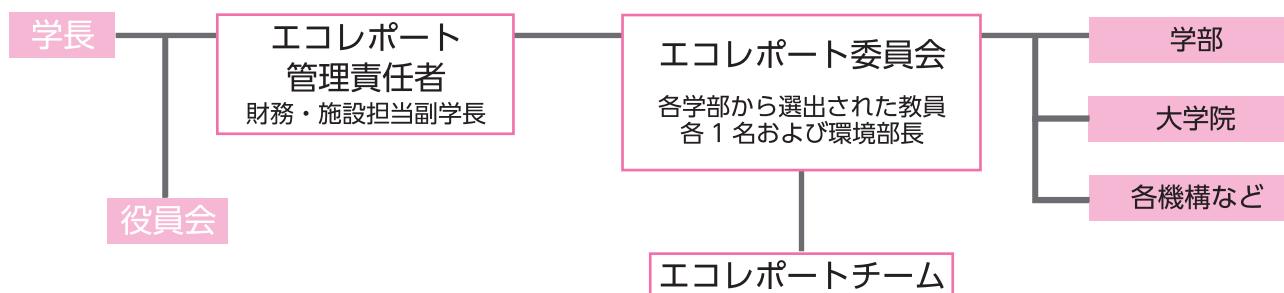 学長
役員会
エコレポート
管理責任者
財務・施設担当副学長
エコレポート委員会
各学部から選出された教員
各1名および環境部長
エコレポートチーム
学部
大学院
各機構など